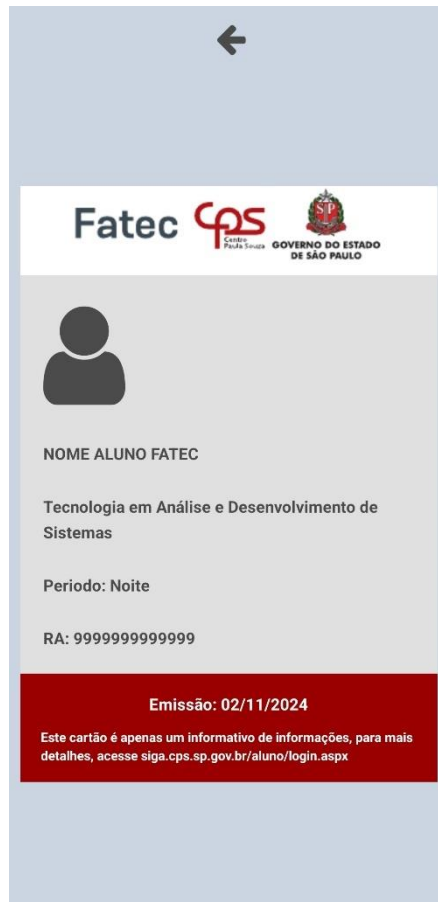 Fatec
CPS
Centro
Paula Souza
SP
GOVERNO DO ESTADO
DE SÃO PAULO
NOME ALUNO FATEC
Tecnologia em Análise e Desenvolvimento de
Sistemas
Periodo: Noite
RA: 9999999999999
Emissão: 02/11/2024
Este cartão é apenas um informativo de informações, para mais
detalhes, acesse siga.cps.sp.gov.br/aluno/login.aspx